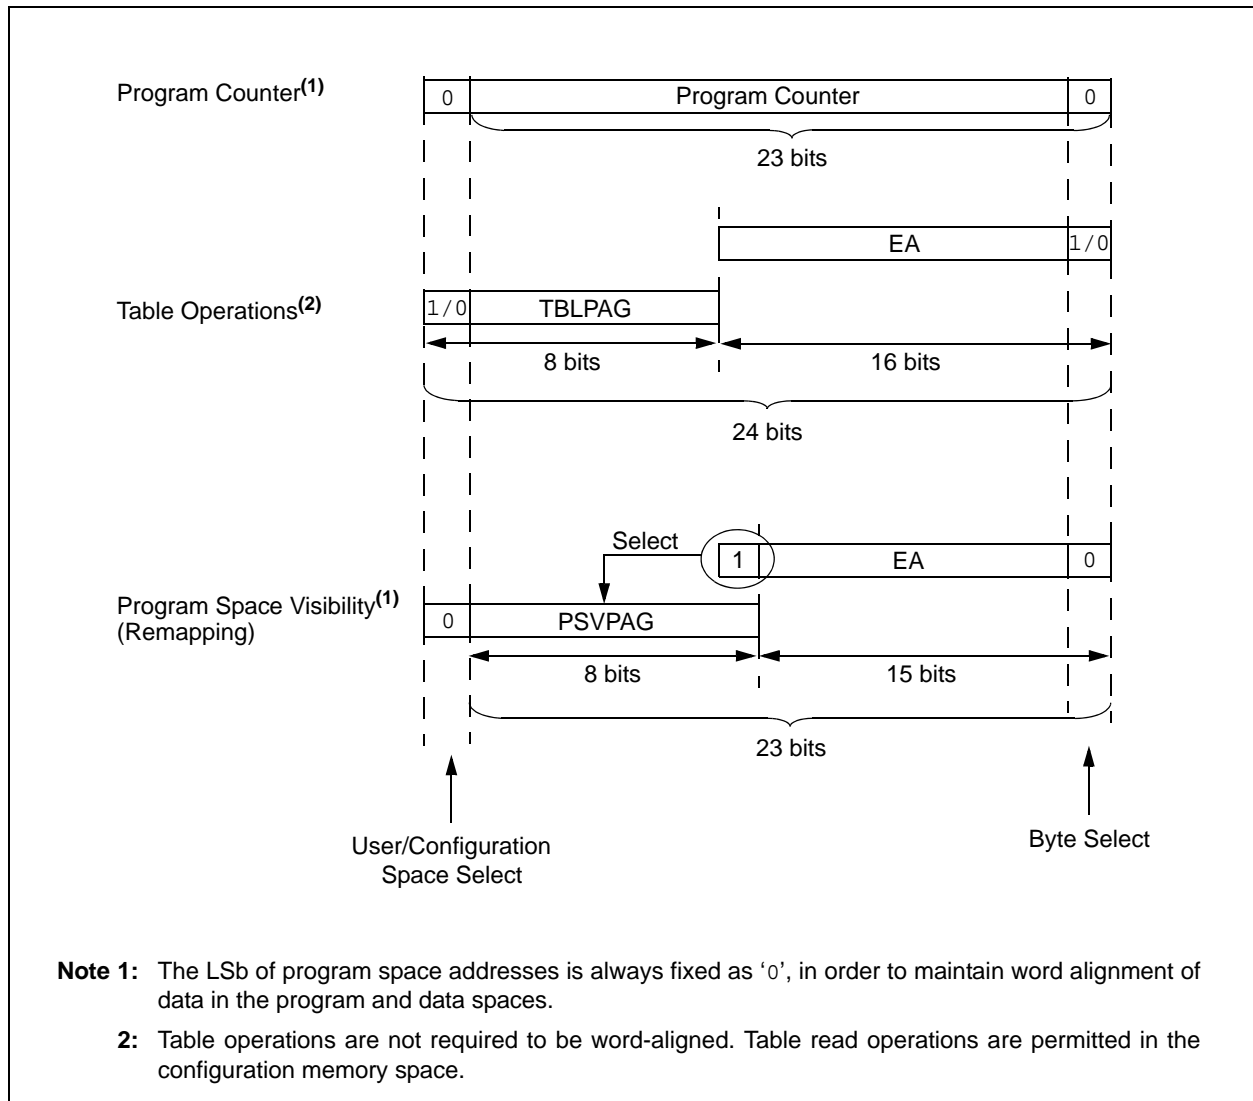 Program Counter(1)
0
Program Counter
0
23 bits
EA
1/0
Table Operations(2)
1/0
TBLPAG
8 bits
16 bits
24 bits
Select
1
EA
0
Program Space Visibility(1)
(Remapping)
0
PSVPAG
8 bits
15 bits
23 bits
User/Configuration
Space Select
Byte Select
Note 1: The LSb of program space addresses is always fixed as ‘0’, in order to maintain word alignment of
data in the program and data spaces.
2: Table operations are not required to be word-aligned. Table read operations are permitted in the
configuration memory space.